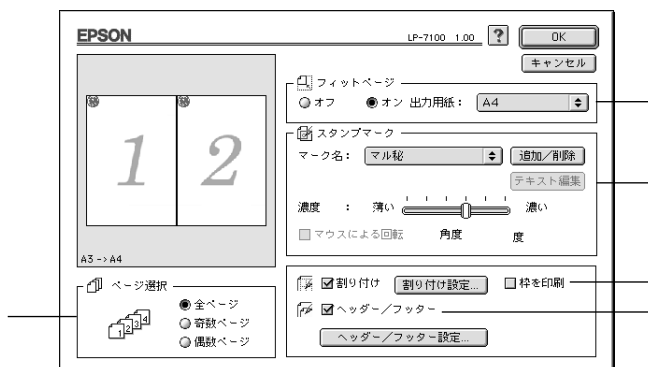 EPSON
LP-7100 1.00
?
OK
キャンセル
1 2
A3->A4
フィットページ
オフ オン 出力用紙： A4
スタンプマーク
マーク名： マル秘 追加／削除
テキスト編集
濃度 ： 薄い 濃い
マウスによる回転 角度 度
ページ選択
1 2 3 4
全ページ
奇数ページ
偶数ページ
割り付け 割り付け設定... 枠を印刷
ヘッダー／フッター
ヘッダー／フッター設定...